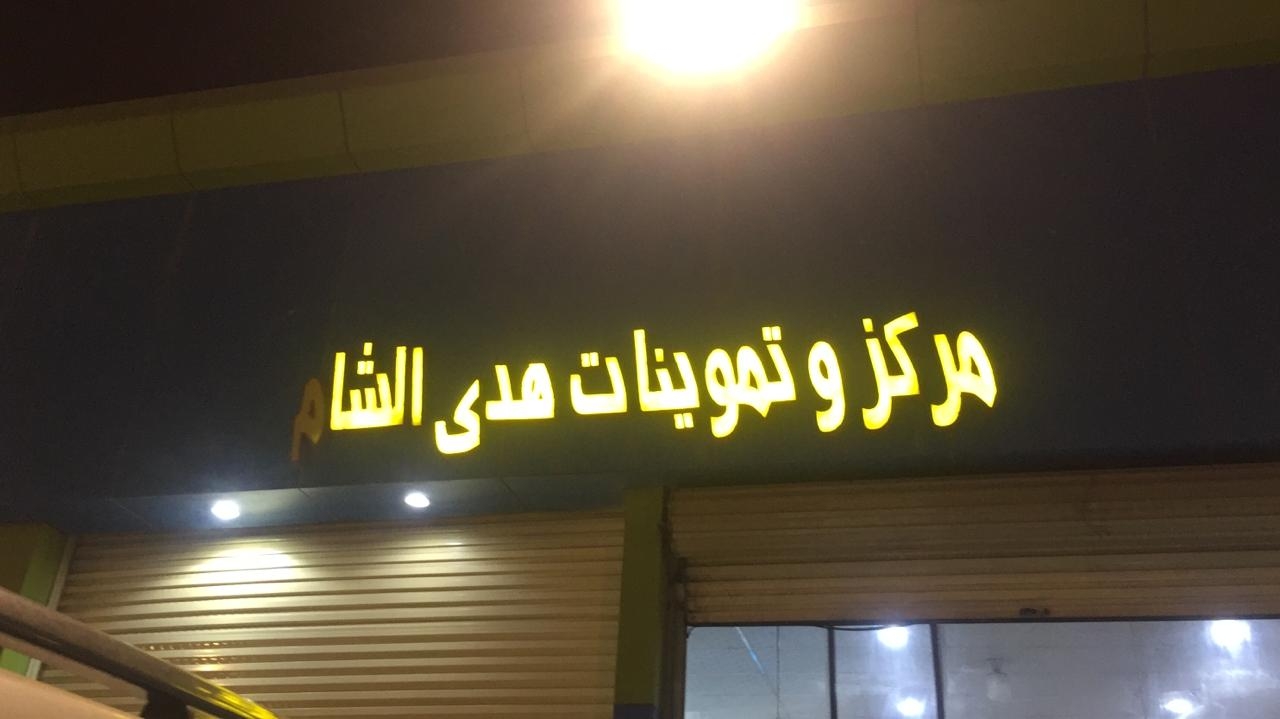 مركز و تموينات هدى الشام